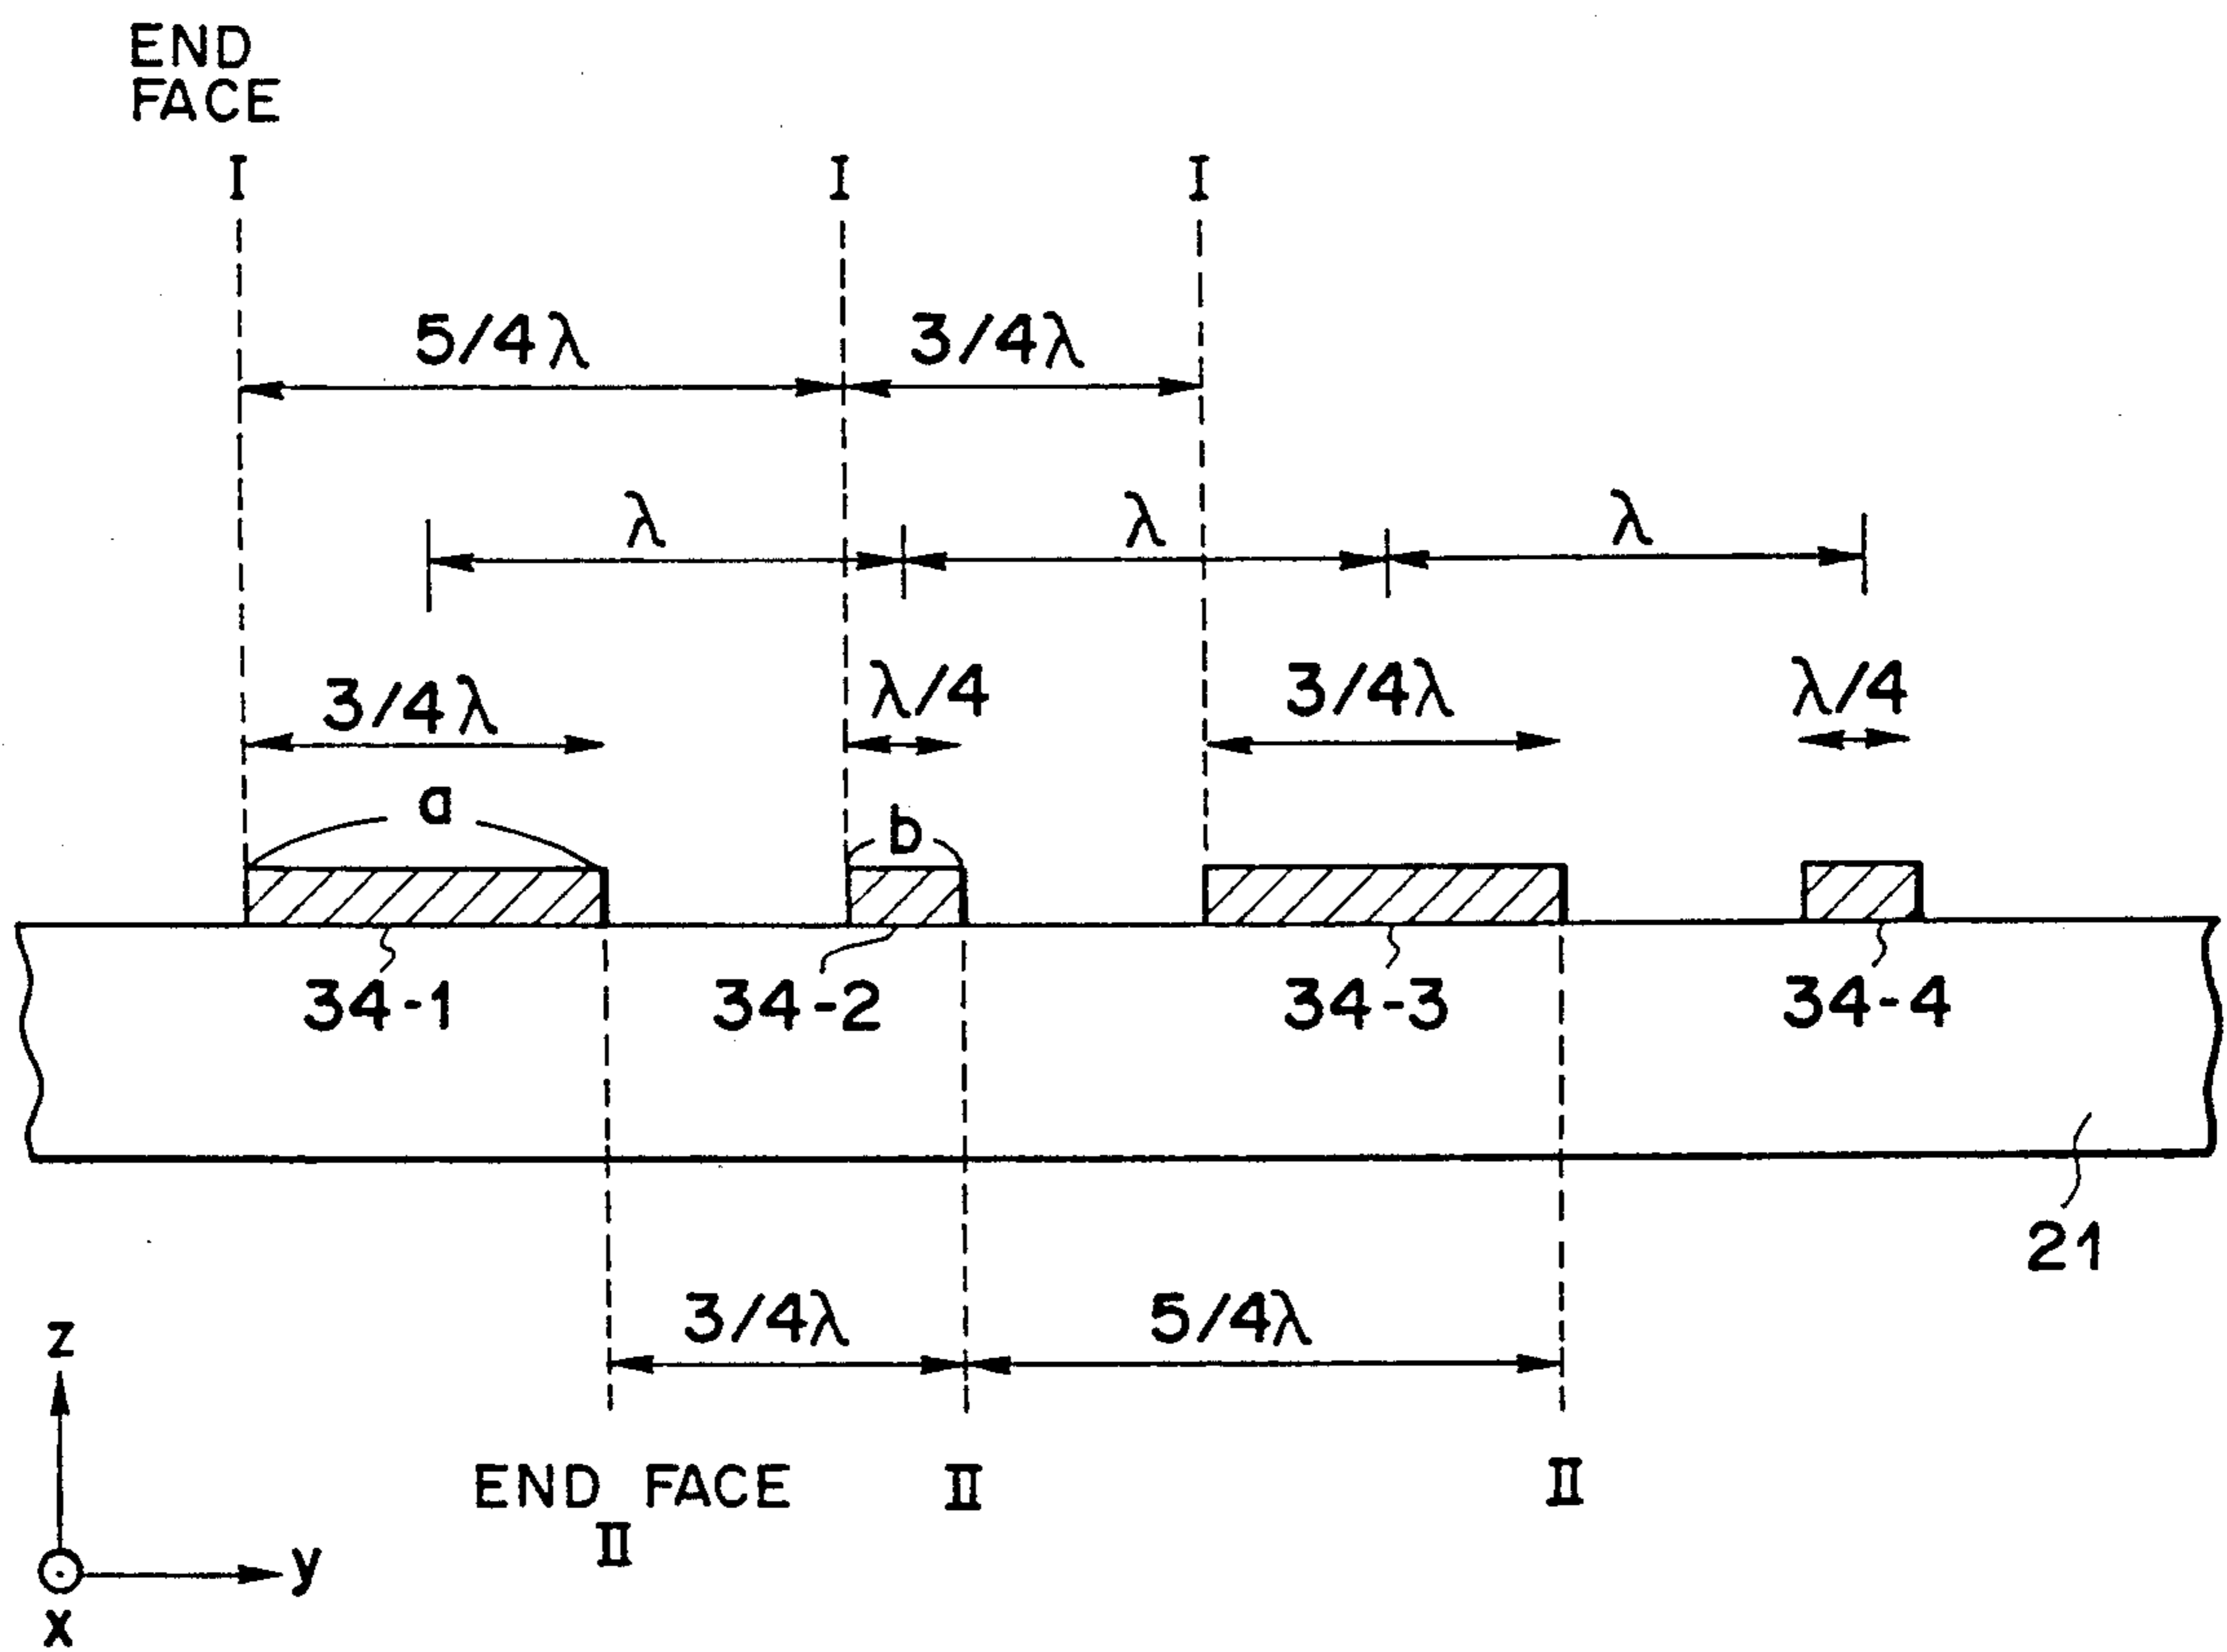 END
FACE
I I I
5/4λ 3/4λ
λ λ λ
3/4λ λ/4 3/4λ λ/4
a b
34-1 34-2 34-3 34-4
21
3/4λ 5/4λ
z
END FACE II II
II
y
x